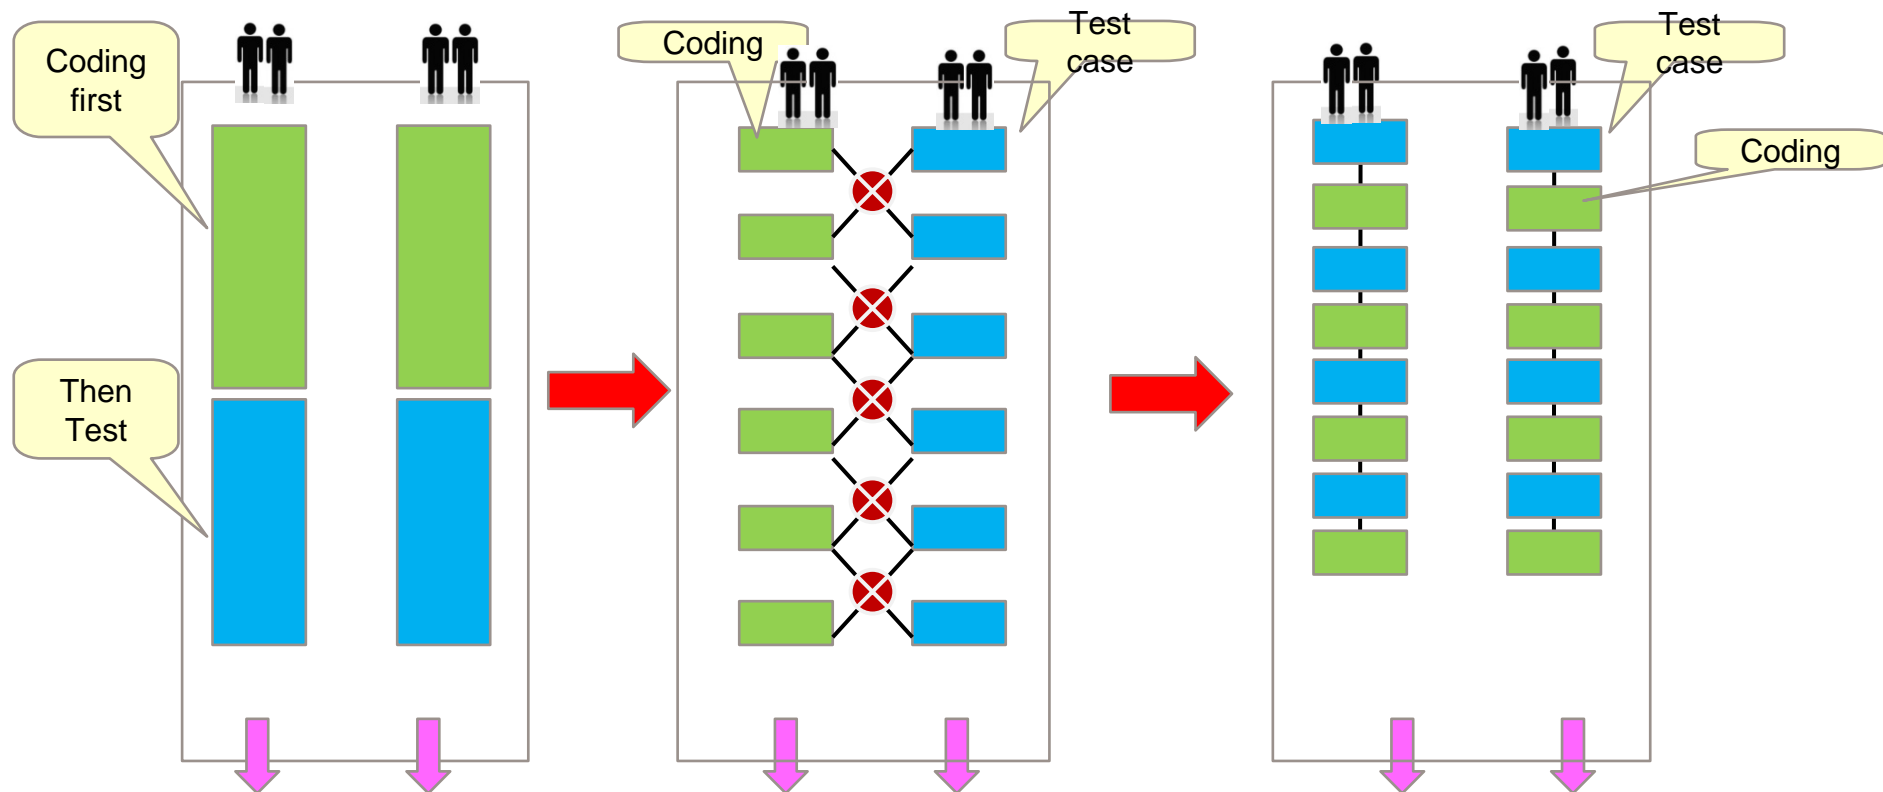 Coding
first
Then
Test
Coding
Test
case
Test
case
Coding